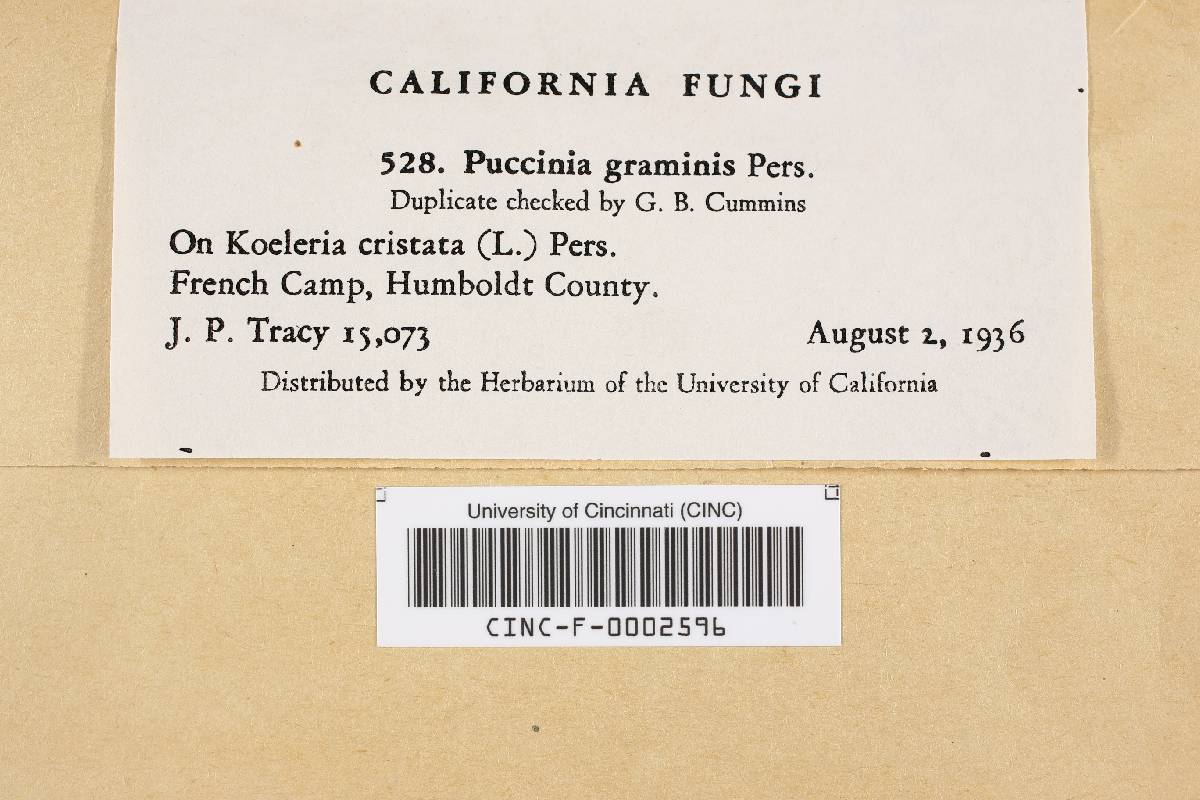 CALIFORNIA FUNGI
528. Puccinia graminis Pers.
Duplicate checked by G. B. Cummins
On Koeleria cristata (L.) Pers.
French Camp, Humboldt County.
J. P. Tracy 15,073 August 2, 1936
Distributed by the Herbarium of the University of California
University of Cincinnati (CINC)
CINC-F-0002596